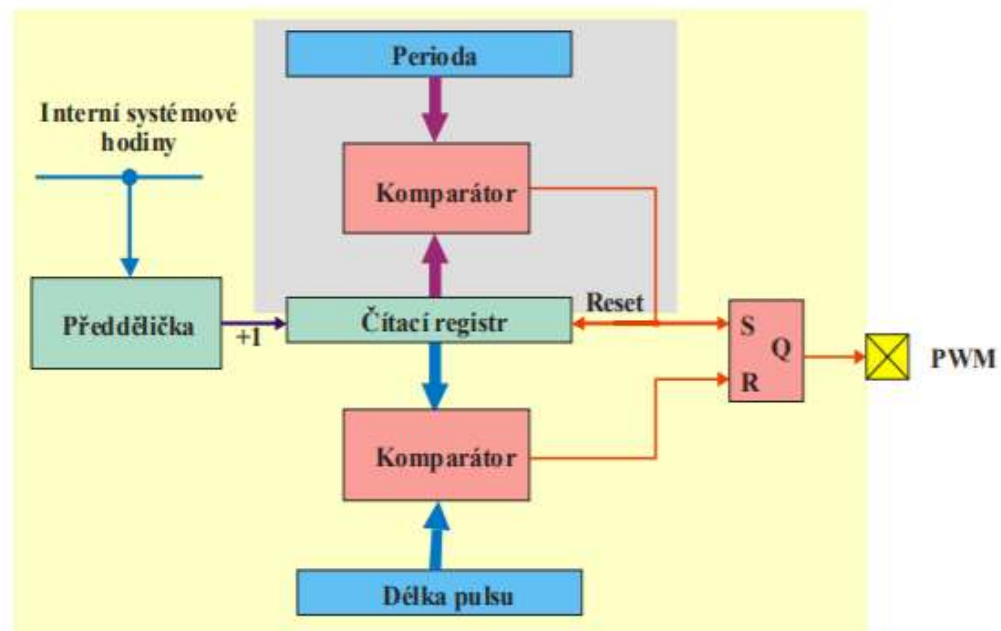 Perioda
Interní systémové
hodiny
Komparátor
Předdělička
+1
Čítací registr
Reset
S
Q
R
PWM
Komparátor
Délka pulsu